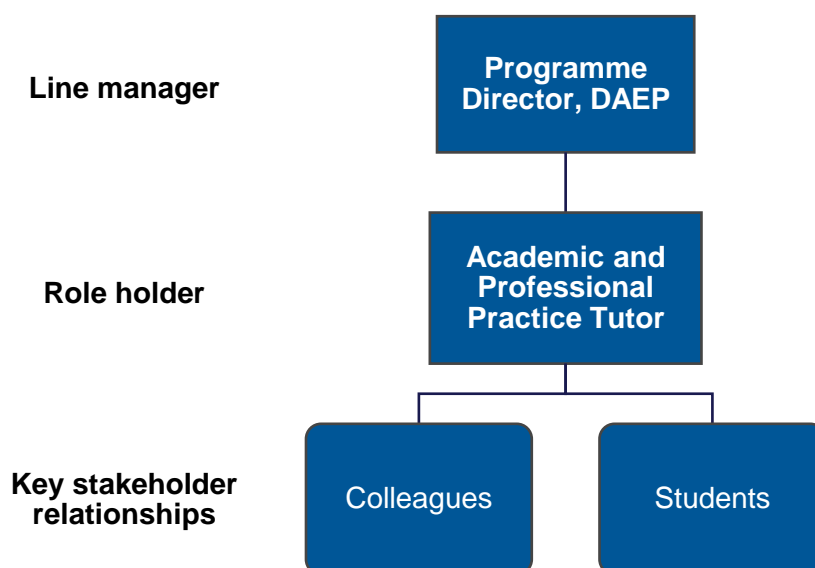 Line manager
Programme
Director, DAEP
Role holder
Academic and
Professional
Practice Tutor
Key stakeholder
relationships
Colleagues
Students